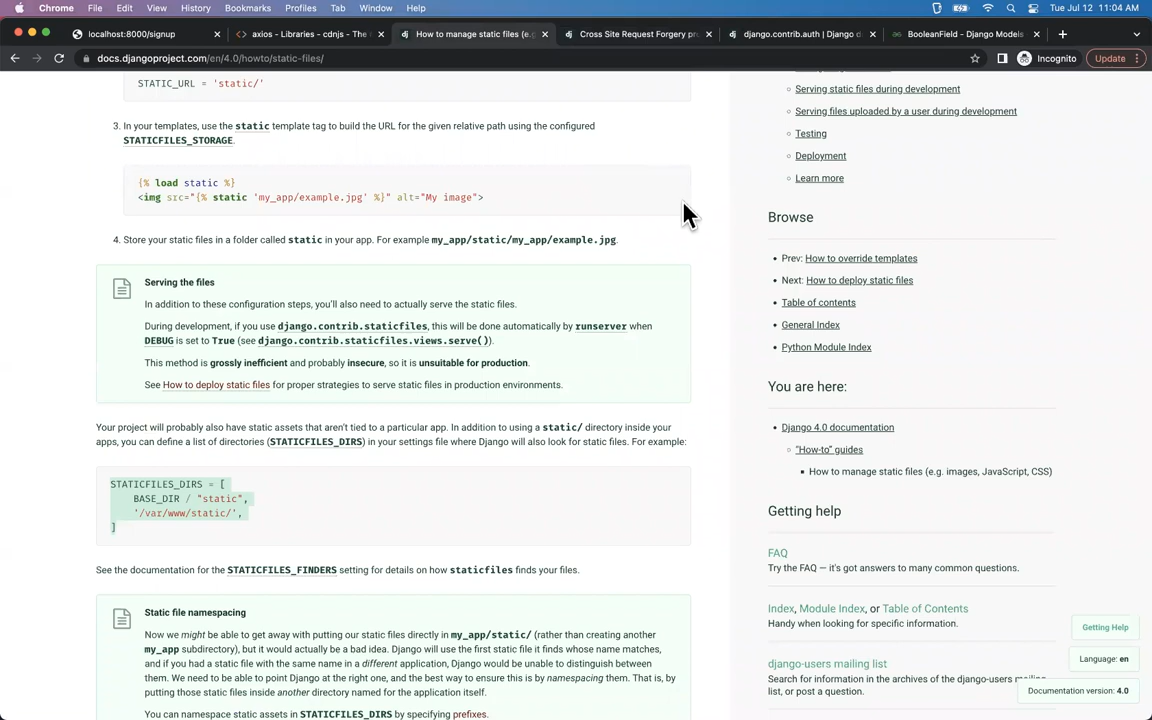 Chrome File Edit View History Bookmarks Profiles Tab Window Help Tue Jul 12 11:04 AM
localhost:8000/signup
axios - Libraries - cdnjs - The
How to manage static files (e.g.
Cross Site Request Forgery pr
django.contrib.auth | Django d
BooleanField - Django Models
docs.djangoproject.com/en/4.0/howto/static-files/ Incognito Update
STATIC_URL = 'static/'
3. In your templates, use the static template tag to build the URL for the given relative path using the configured
STATICFILES_STORAGE.
{% load static %}
<img src="{% static 'my_app/example.jpg' %}" alt="My image">
4. Store your static files in a folder called static in your app. For example my_app/static/my_app/example.jpg.
Serving the files
In addition to these configuration steps, you'll also need to actually serve the static files.
During development, if you use django.contrib.staticfiles, this will be done automatically by runserver when
DEBUG is set to True (see django.contrib.staticfiles.views.serve()).
This method is grossly inefficient and probably insecure, so it is unsuitable for production.
See How to deploy static files for proper strategies to serve static files in production environments.
Your project will probably also have static assets that aren't tied to a particular app. In addition to using a static/ directory inside your
apps, you can define a list of directories (STATICFILES_DIRS) in your settings file where Django will also look for static files. For example:
STATICFILES_DIRS = [
BASE_DIR / "static",
'/var/www/static/',
]
See the documentation for the STATICFILES_FINDERS setting for details on how staticfiles finds your files.
Static file namespacing
Now we might be able to get away with putting our static files directly in my_app/static/ (rather than creating another
my_app subdirectory), but it would actually be a bad idea. Django will use the first static file it finds whose name matches,
and if you had a static file with the same name in a different application, Django would be unable to distinguish between
them. We need to be able to point Django at the right one, and the best way to ensure this is by namespacing them. That is, by
putting those static files inside another directory named for the application itself.
You can namespace static assets in STATICFILES_DIRS by specifying prefixes.
Serving static files during development
Serving files uploaded by a user during development
Testing
Deployment
Learn more
Browse
Prev: How to override templates
Next: How to deploy static files
Table of contents
General Index
Python Module Index
You are here:
Django 4.0 documentation
"How-to" guides
How to manage static files (e.g. images, JavaScript, CSS)
Getting help
FAQ
Try the FAQ — it's got answers to many common questions.
Index, Module Index, or Table of Contents
Handy when looking for specific information.
django-users mailing list
Search for information in the archives of the django-users
list, or post a question.
Getting Help
Language: en
Documentation version: 4.0